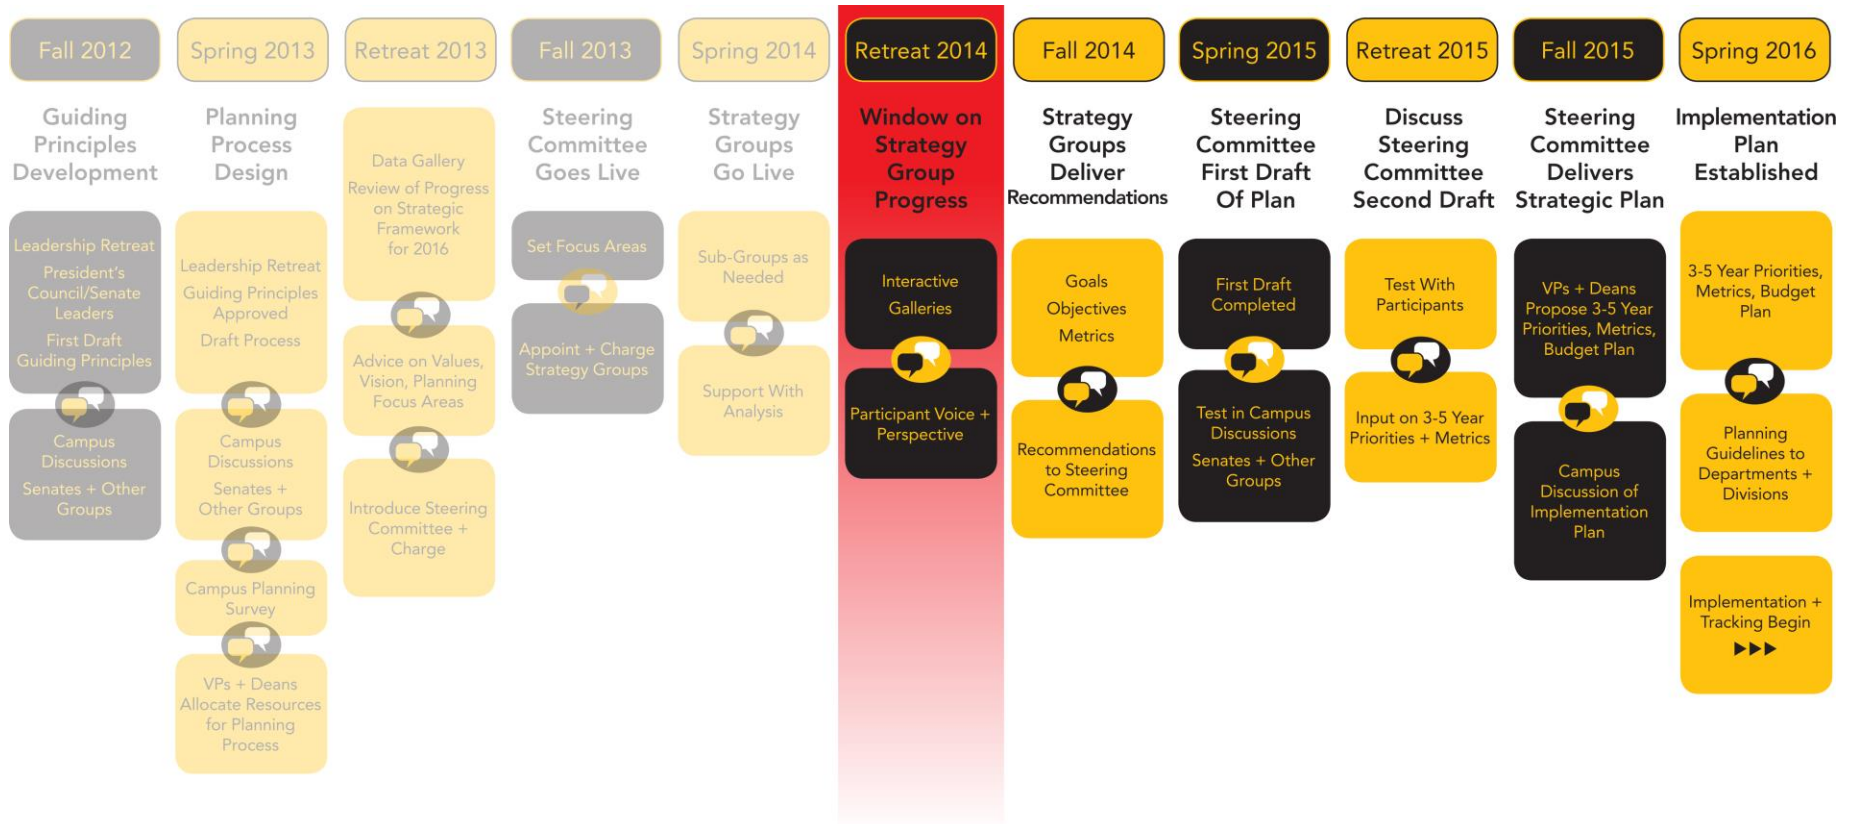 Fall 2012
Guiding
Principles
Development
Leadership Retreat
President's
Council/Senate
Leaders
First Draft
Guiding Principles
Campus
Discussions
Senates + Other
Groups
Spring 2013
Planning
Process
Design
Leadership Retreat
Guiding Principles
Approved
Draft Process
Campus
Discussions
Senates +
Other Groups
Campus Planning
Survey
VPs + Deans
Allocate Resources
for Planning
Process
Retreat 2013
Data Gallery
Review of Progress
on Strategic
Framework
for 2016
Advice on Values,
Vision, Planning
Focus Areas
Introduce Steering
Committee +
Charge
Fall 2013
Steering
Committee
Goes Live
Set Focus Areas
Appoint + Charge
Strategy Groups
Spring 2014
Strategy
Groups
Go Live
Sub-Groups as
Needed
Support With
Analysis
Retreat 2014
Window on
Strategy
Group
Progress
Interactive
Galleries
Participant Voice +
Perspective
Fall 2014
Strategy
Groups
Deliver
Recommendations
Goals
Objectives
Metrics
Recommendations
to Steering
Committee
Spring 2015
Steering
Committee
First Draft
Of Plan
First Draft
Completed
Test in Campus
Discussions
Senates + Other
Groups
Retreat 2015
Discuss
Steering
Committee
Second Draft
Test With
Participants
Input on 3-5 Year
Priorities + Metrics
Fall 2015
Steering
Committee
Delivers
Strategic Plan
VPs + Deans
Propose 3-5 Year
Priorities, Metrics,
Budget Plan
Campus
Discussion of
Implementation
Plan
Spring 2016
Implementation
Plan
Established
3-5 Year Priorities,
Metrics, Budget
Plan
Planning
Guidelines to
Departments +
Divisions
Implementation +
Tracking Begin